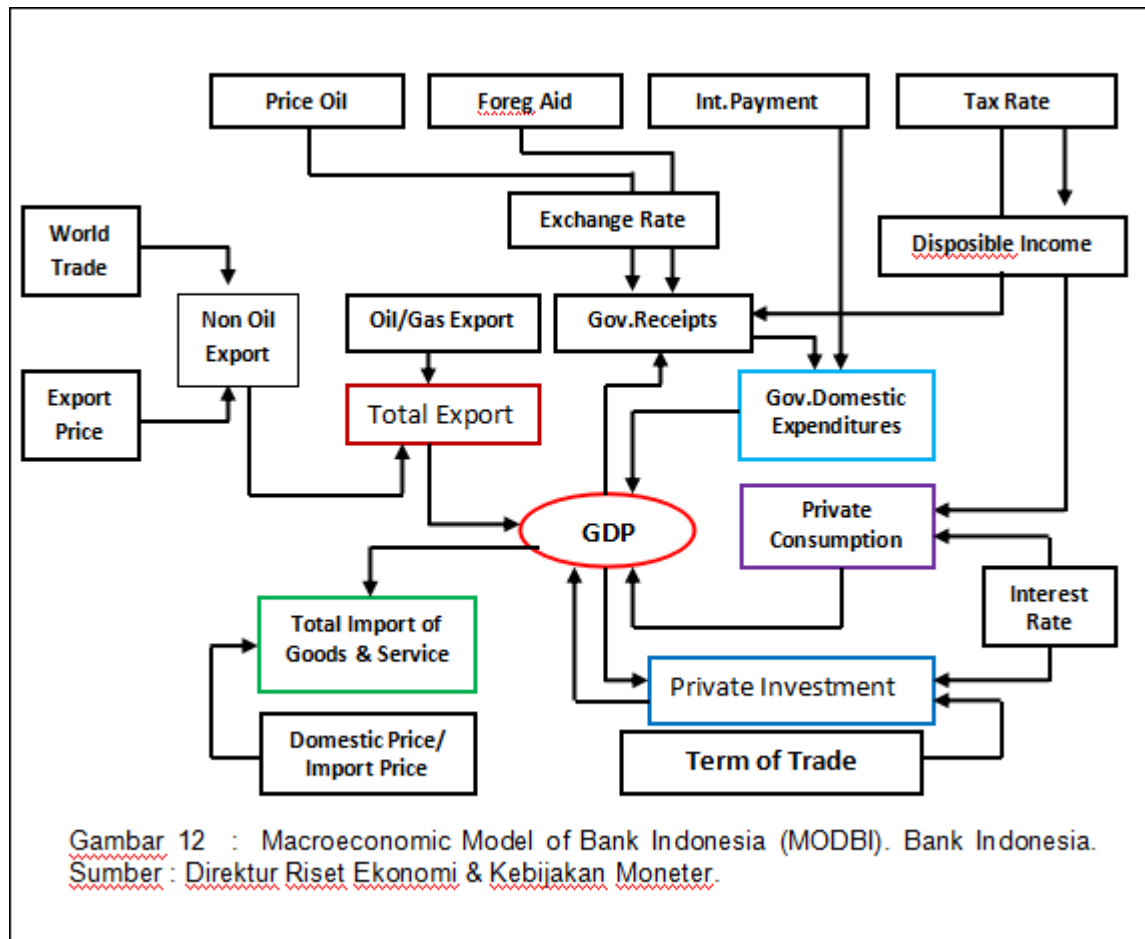 Price Oil
Foreg Aid
Int.Payment
Tax Rate
World
Trade
Exchange Rate
Disposible Income
Non Oil
Export
Oil/Gas Export
Gov.Receipts
Export
Price
Total Export
Gov.Domestic
Expenditures
GDP
Private
Consumption
Interest
Rate
Total Import of
Goods & Service
Private Investment
Domestic Price/
Import Price
Term of Trade
Gambar 12 : Macroeconomic Model of Bank Indonesia (MODBI). Bank Indonesia.
Sumber : Direktur Riset Ekonomi & Kebijakan Moneter.